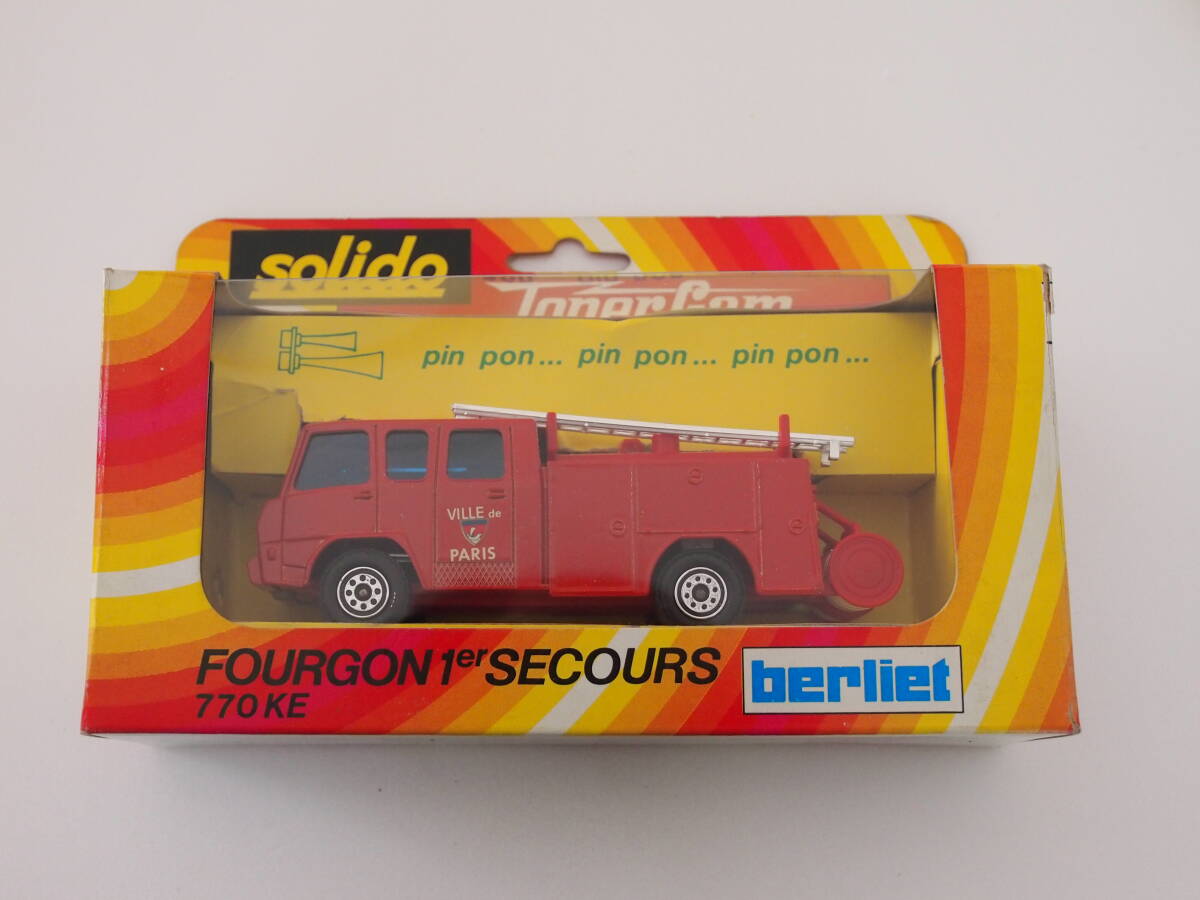 solido
TonerGam
pin pon... pin pon... pin pon...
VILLE de
PARIS
FOURGON 1er SECOURS
770 KE
berliet